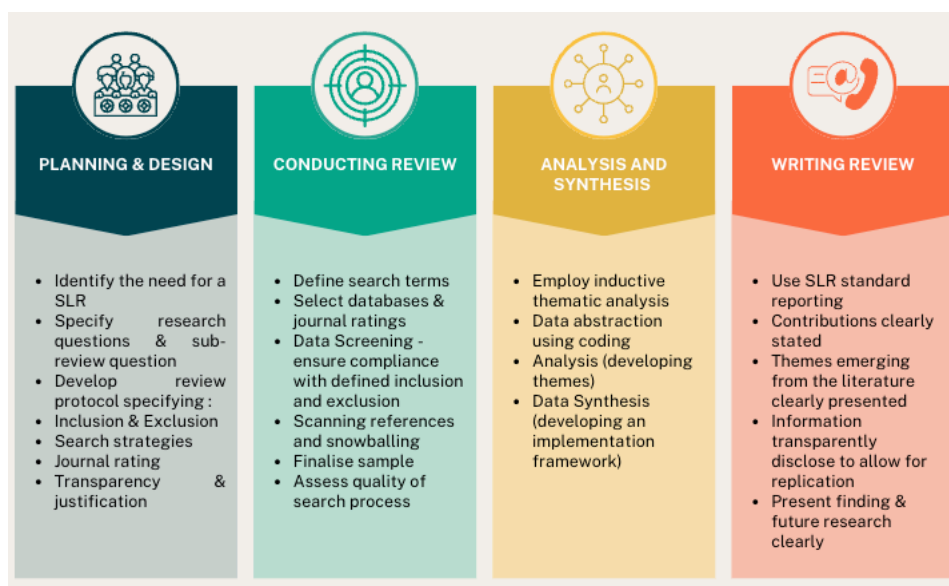 PLANNING & DESIGN
• Identify the need for a
SLR
• Specify research
questions & sub-
review question
• Develop review
protocol specifying :
• Inclusion & Exclusion
• Search strategies
• Journal rating
• Transparency &
justification
CONDUCTING REVIEW
• Define search terms
• Select databases &
journal ratings
• Data Screening -
ensure compliance
with defined inclusion
and exclusion
• Scanning references
and snowballing
• Finalise sample
• Assess quality of
search process
ANALYSIS AND
SYNTHESIS
• Employ inductive
thematic analysis
• Data abstraction
using coding
• Analysis (developing
themes)
• Data Synthesis
(developing an
implementation
framework)
@
WRITING REVIEW
• Use SLR standard
reporting
• Contributions clearly
stated
• Themes emerging
from the literature
clearly presented
• Information
transparently
disclose to allow for
replication
• Present finding &
future research
clearly